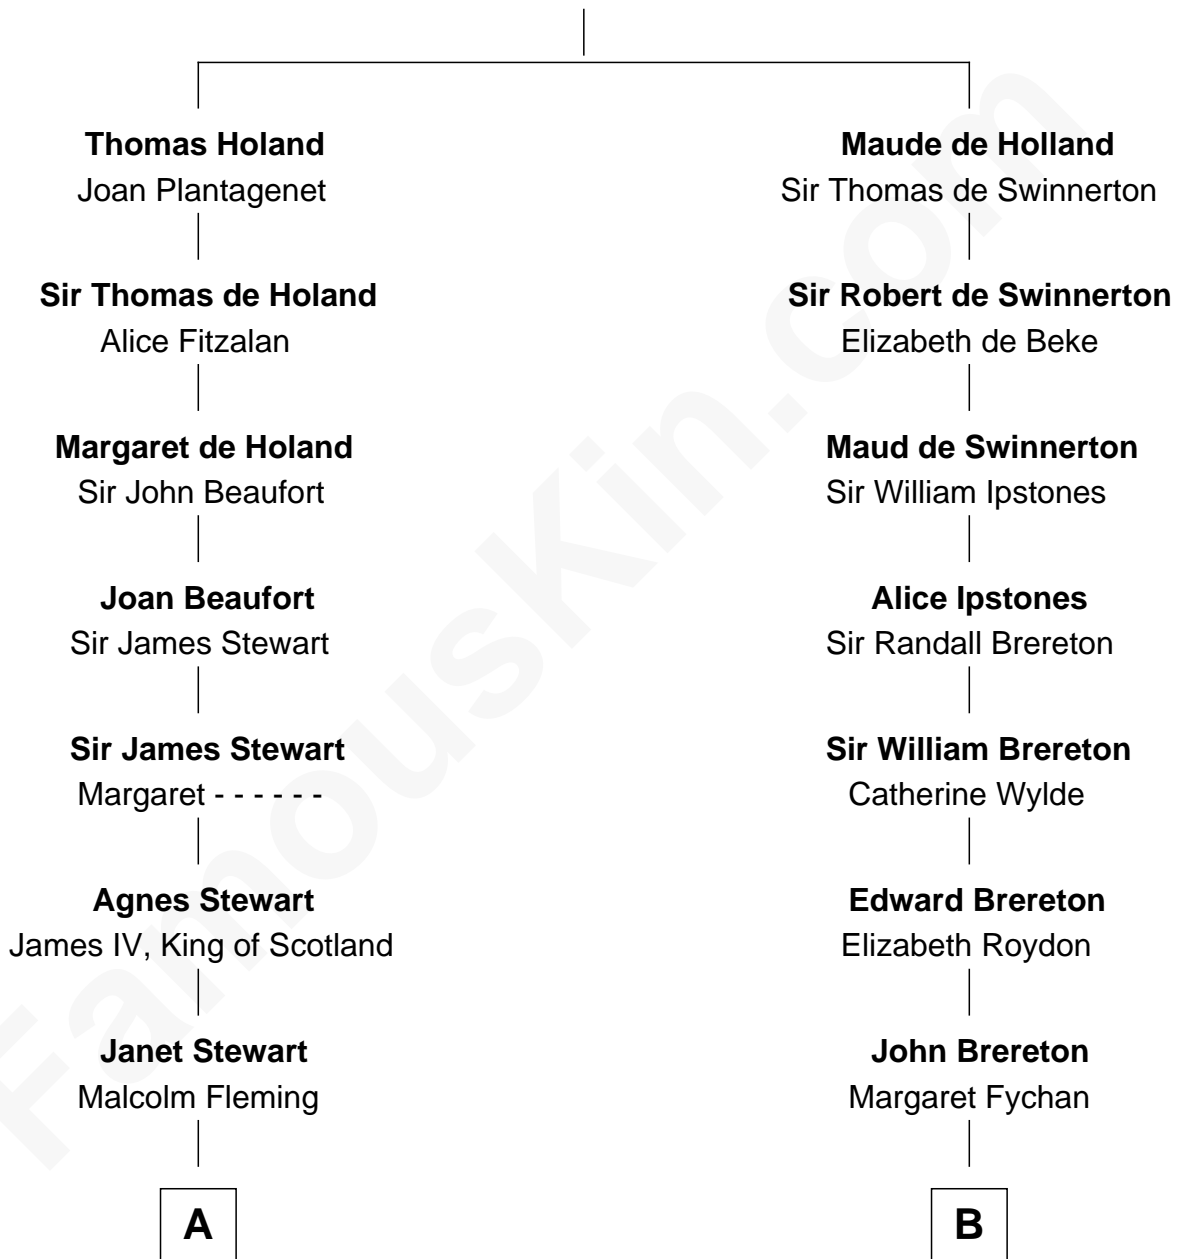 Thomas Holand
Joan Plantagenet
Sir Thomas de Holand
Alice Fitzalan
Margaret de Holand
Sir John Beaufort
Joan Beaufort
Sir James Stewart
Sir James Stewart
Margaret - - - - - -
Agnes Stewart
James IV, King of Scotland
Janet Stewart
Malcolm Fleming
A
Maude de Holland
Sir Thomas de Swinnerton
Sir Robert de Swinnerton
Elizabeth de Beke
Maud de Swinnerton
Sir William Ipstones
Alice Ipstones
Sir Randall Brereton
Sir William Brereton
Catherine Wylde
Edward Brereton
Elizabeth Roydon
John Brereton
Margaret Fychan
B
FamousKin.com